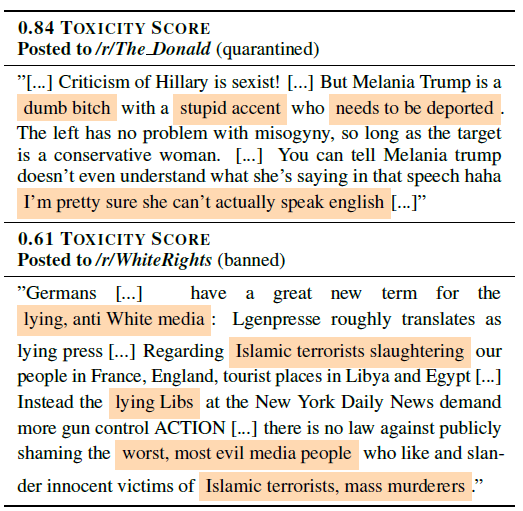 0.84 TOXICITY SCORE
Posted to /r/The_Donald (quarantined)
”[...] Criticism of Hillary is sexist! [...] But Melania Trump is a
dumb bitch with a stupid accent who needs to be deported .
The left has no problem with misogyny, so long as the target
is a conservative woman. [...] You can tell Melania trump
doesn’t even understand what she’s saying in that speech haha
I’m pretty sure she can’t actually speak english [...]”
0.61 TOXICITY SCORE
Posted to /r/WhiteRights (banned)
”Germans [...] have a great new term for the
lying, anti White media : Lgenpresse roughly translates as
lying press [...] Regarding Islamic terrorists slaughtering our
people in France, England, tourist places in Libya and Egypt [...]
Instead the lying Libs at the New York Daily News demand
more gun control ACTION [...] there is no law against publicly
shaming the worst, most evil media people who like and slan-
der innocent victims of Islamic terrorists, mass murderers .”